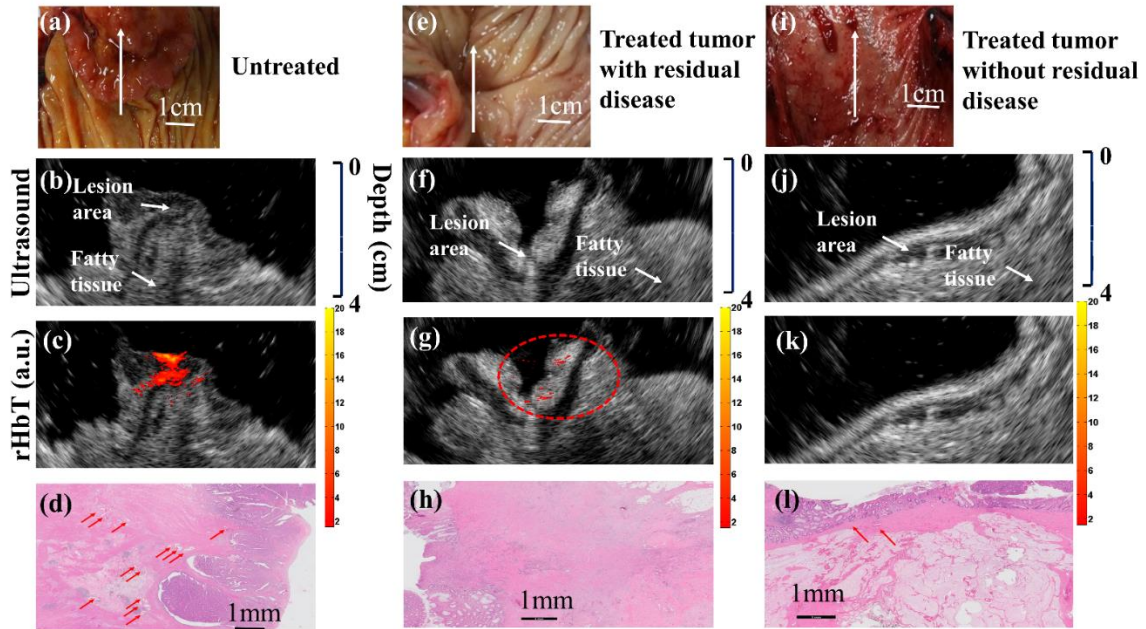 (a)
Untreated
1cm
(e)
Treated tumor
with residual
disease
1cm
(i)
Treated tumor
without residual
disease
1cm
Ultrasound
(b)
Lesion
area
Fatty
tissue
0
4
Depth (cm)
(f)
Lesion
area
Fatty
tissue
0
4
(j)
Lesion
area
Fatty
tissue
0
4
rHbT (a.u.)
(c)
20
18
16
14
12
10
8
6
4
2
(g)
20
18
16
14
12
10
8
6
4
2
(k)
20
18
16
14
12
10
8
6
4
2
(d)
1mm
(h)
1mm
(l)
1mm